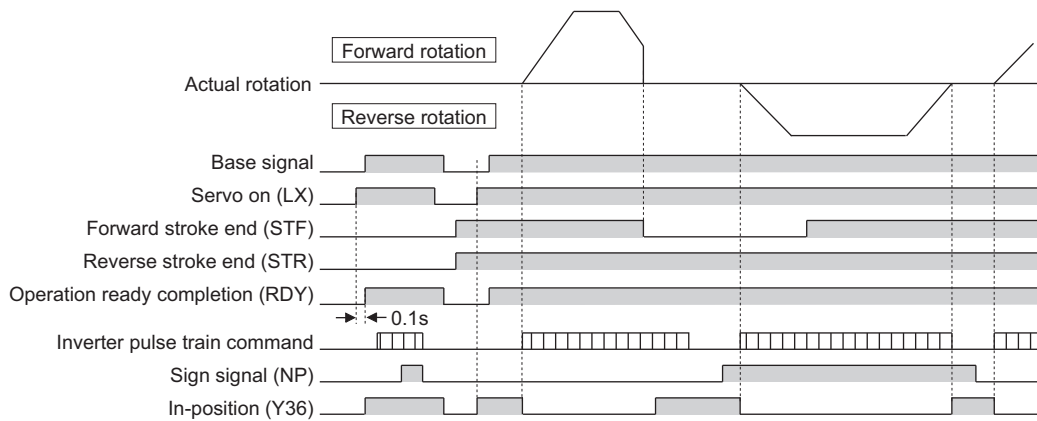 Forward rotation
Actual rotation
Reverse rotation
Base signal
Servo on (LX)
Forward stroke end (STF)
Reverse stroke end (STR)
Operation ready completion (RDY)
0.1s
Inverter pulse train command
Sign signal (NP)
In-position (Y36)